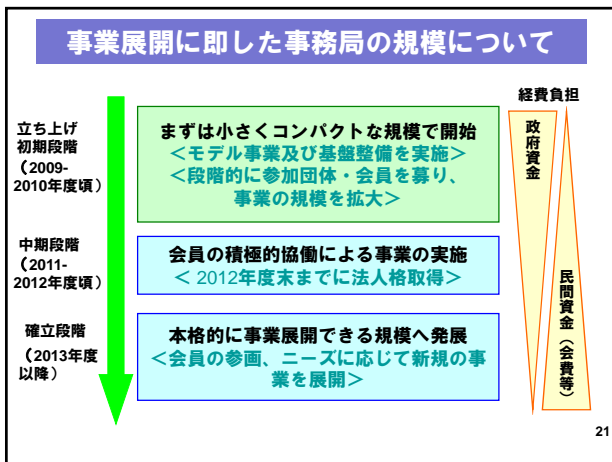 事業展開に即した事務局の規模について
経費負担
立ち上げ
初期段階
(2009-
2010年度頃)
まずは小さくコンパクトな規模で開始
<モデル事業及び基盤整備を実施>
<段階的に参加団体・会員を募り、
事業の規模を拡大>
政府資金
中期段階
(2011-
2012年度頃)
会員の積極的協働による事業の実施
< 2012年度末までに法人格取得>
確立段階
(2013年度
以降)
本格的に事業展開できる規模へ発展
<会員の参画、ニーズに応じて新規の事
業を展開>
民間資金(会費等)
21